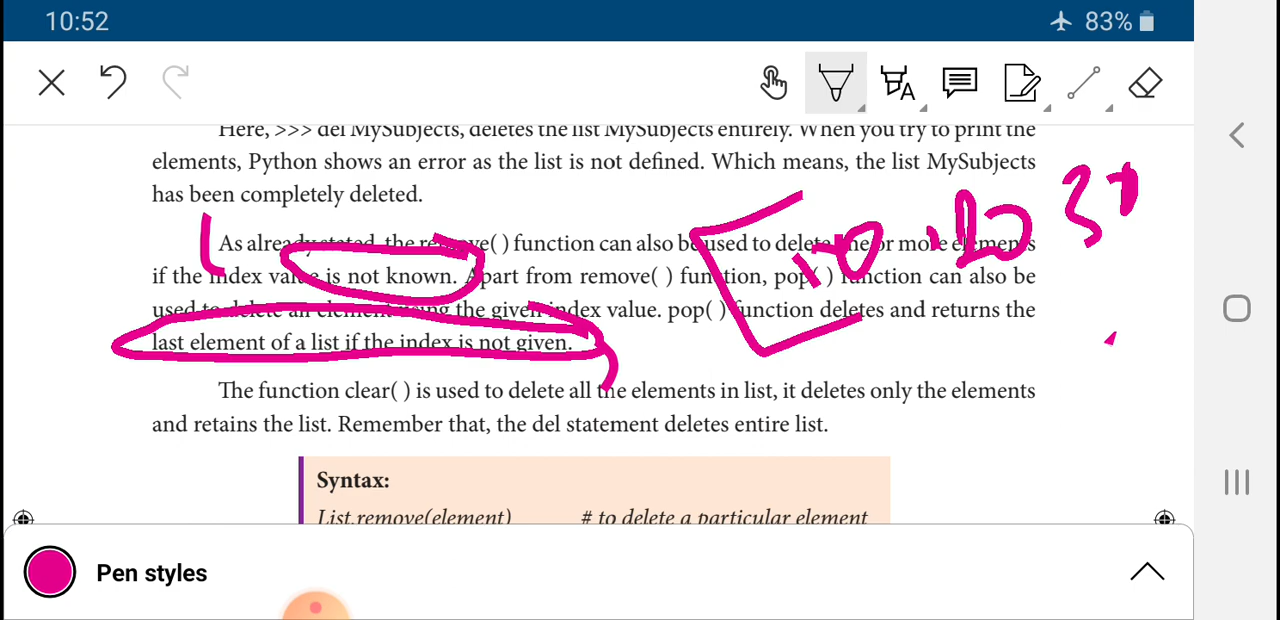 10:52 83%
Here, >>> del MySubjects, deletes the list MySubjects entirely. When you try to print the
elements, Python shows an error as the list is not defined. Which means, the list MySubjects
has been completely deleted.
As already stated, the remove( ) function can also be used to delete one or more elements
if the index value is not known. Apart from remove( ) function, pop( ) function can also be
used to delete an element using the given index value. pop( ) function deletes and returns the
last element of a list if the index is not given.
The function clear( ) is used to delete all the elements in list, it deletes only the elements
and retains the list. Remember that, the del statement deletes entire list.
Syntax:
List.remove(element) # to delete a particular element
Pen styles